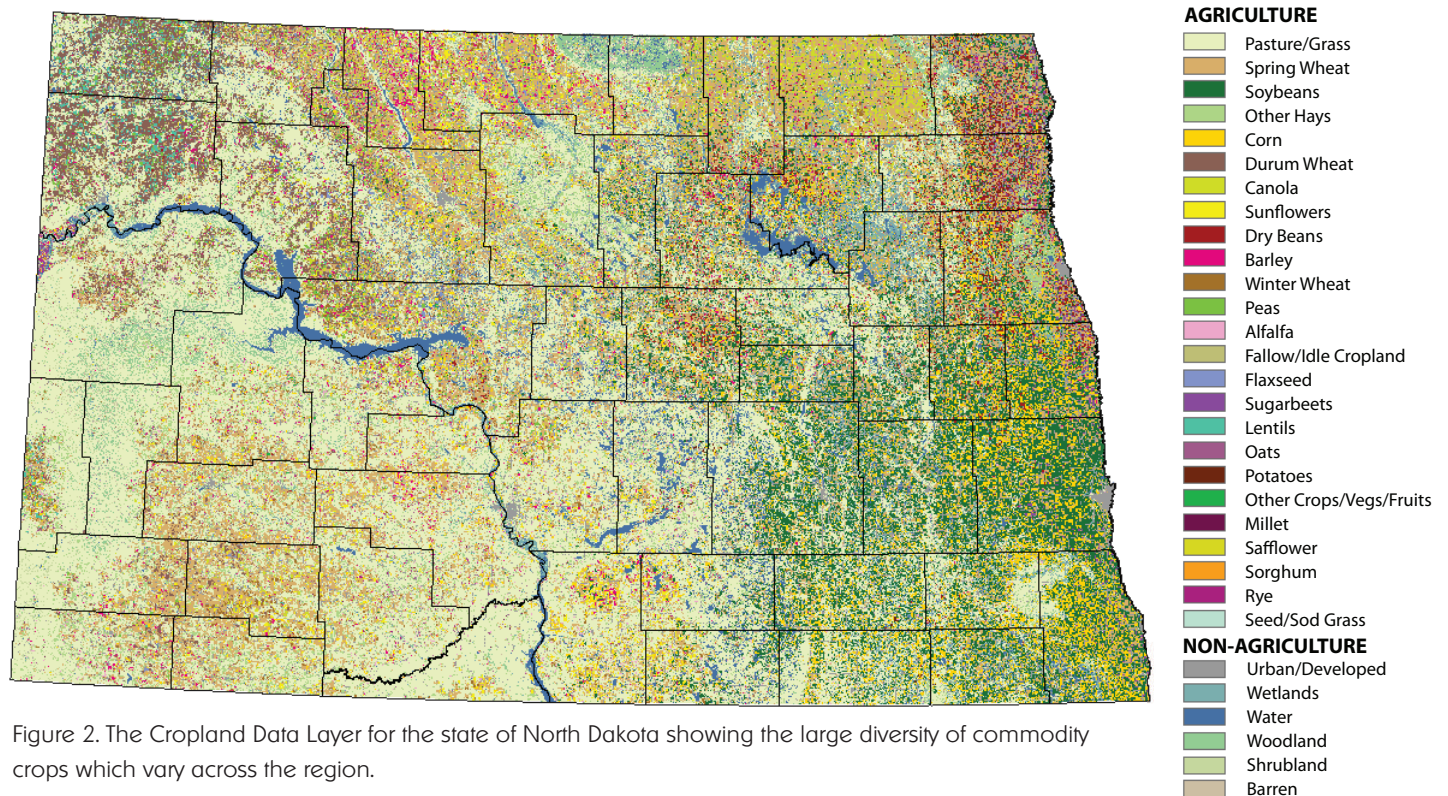 AGRICULTURE
Pasture/Grass
Spring Wheat
Soybeans
Other Hays
Corn
Durum Wheat
Canola
Sunflowers
Dry Beans
Barley
Winter Wheat
Peas
Alfalfa
Fallow/Idle Cropland
Flaxseed
Sugarbeets
Lentils
Oats
Potatoes
Other Crops/Vegs/Fruits
Millet
Safflower
Sorghum
Rye
Seed/Sod Grass
NON-AGRICULTURE
Urban/Developed
Wetlands
Water
Woodland
Shrubland
Barren
Figure 2. The Cropland Data Layer for the state of North Dakota showing the large diversity of commodity
crops which vary across the region.